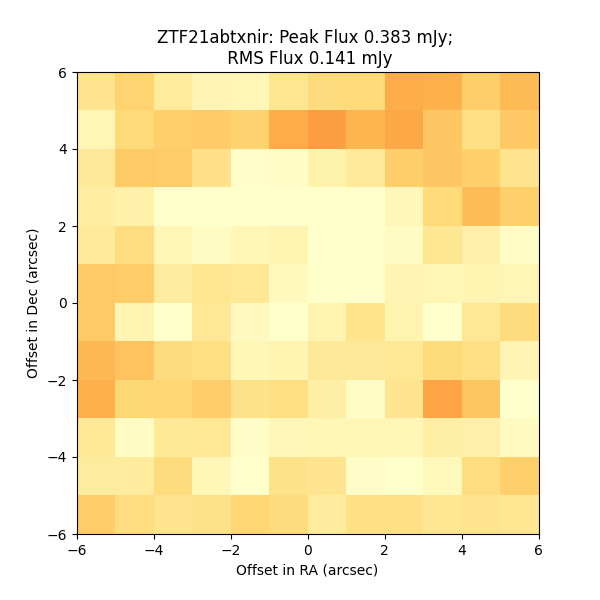 ZTF21abtxnir: Peak Flux 0.383 mJy;
RMS Flux 0.141 mJy
6
4
2
0
−2
−4
−6
Offset in Dec (arcsec)
−6 −4 −2 0 2 4 6
Offset in RA (arcsec)